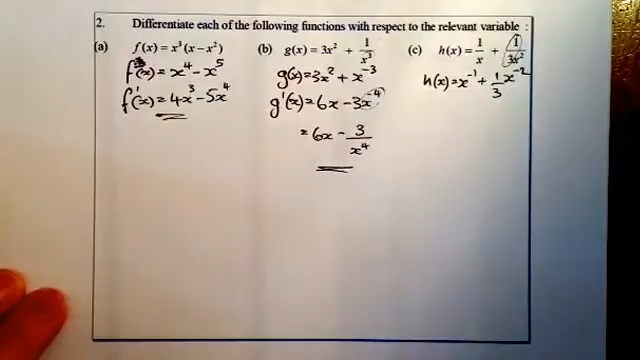 2. Differentiate each of the following functions with respect to the relevant variable :
(a) f(x) = x³(x − x²) (b) g(x) = 3x² + 1/x³ (c) h(x) = 1/x + 1/3x²
f(x) = x⁴ − x⁵
f'(x) = 4x³ − 5x⁴
g(x) = 3x² + x⁻³
g'(x) = 6x − 3x⁻⁴
= 6x − 3/x⁴
h(x) = x⁻¹ + 1/3 x⁻²